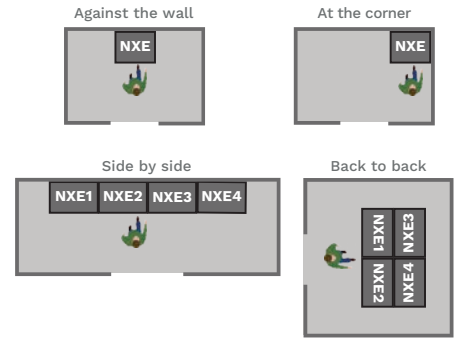 Against the wall
NXE
At the corner
NXE
Side by side
NXE1 NXE2 NXE3 NXE4
Back to back
NXE1
NXE3
NXE2
NXE4